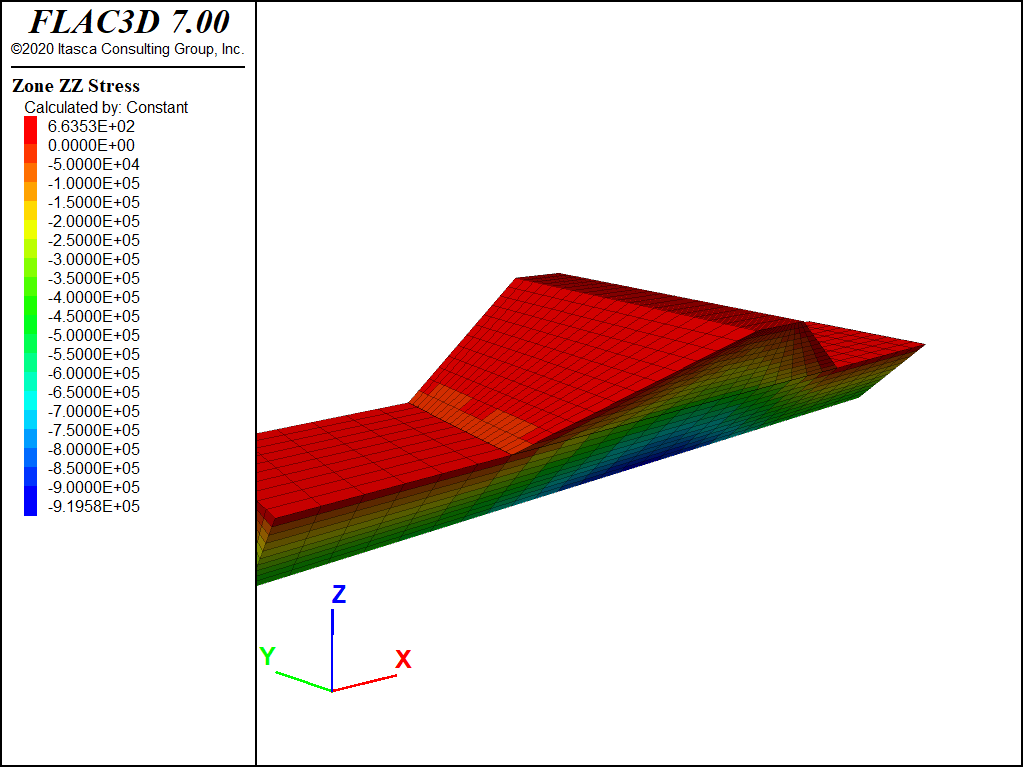 FLAC3D 7.00
©2020 Itasca Consulting Group, Inc.
Zone ZZ Stress
Calculated by: Constant
6.6353E+02
0.0000E+00
-5.0000E+04
-1.0000E+05
-1.5000E+05
-2.0000E+05
-2.5000E+05
-3.0000E+05
-3.5000E+05
-4.0000E+05
-4.5000E+05
-5.0000E+05
-5.5000E+05
-6.0000E+05
-6.5000E+05
-7.0000E+05
-7.5000E+05
-8.0000E+05
-8.5000E+05
-9.0000E+05
-9.1958E+05
Z
Y
X